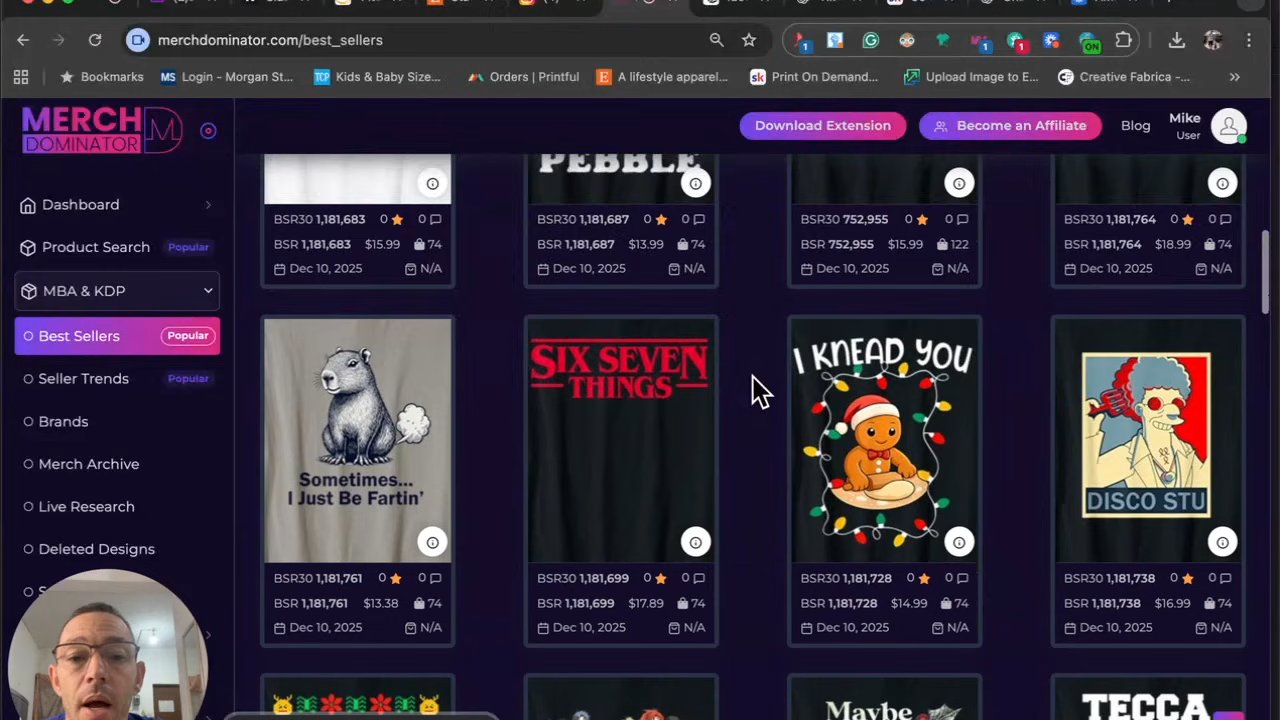 merchdominator.com/best_sellers
1
1
1
ON
Bookmarks
MS Login - Morgan St...
TCP Kids & Baby Size...
Orders | Printful
E A lifestyle apparel...
sk Print On Demand...
Upload Image to E...
Creative Fabrica -...
MERCH
DOMINATOR
Download Extension
Become an Affiliate
Blog
Mike
User
Dashboard
Product Search Popular
MBA & KDP
Best Sellers Popular
Seller Trends Popular
Brands
Merch Archive
Live Research
Deleted Designs
PEBBLE
BSR30 1,181,683 0 0
BSR 1,181,683 $15.99 74
Dec 10, 2025 N/A
BSR30 1,181,687 0 0
BSR 1,181,687 $13.99 74
Dec 10, 2025 N/A
BSR30 752,955 0 0
BSR 752,955 $15.99 122
Dec 10, 2025 N/A
BSR30 1,181,764 0 0
BSR 1,181,764 $18.99 74
Dec 10, 2025 N/A
Sometimes...
I Just Be Fartin'
BSR30 1,181,761 0 0
BSR 1,181,761 $13.38 74
Dec 10, 2025 N/A
SIX SEVEN
THINGS
BSR30 1,181,699 0 0
BSR 1,181,699 $17.89 74
Dec 10, 2025 N/A
I KNEAD YOU
BSR30 1,181,728 0 0
BSR 1,181,728 $14.99 74
Dec 10, 2025 N/A
DISCO STU
BSR30 1,181,738 0 0
BSR 1,181,738 $16.99 74
Dec 10, 2025 N/A
Maybe
TECCA